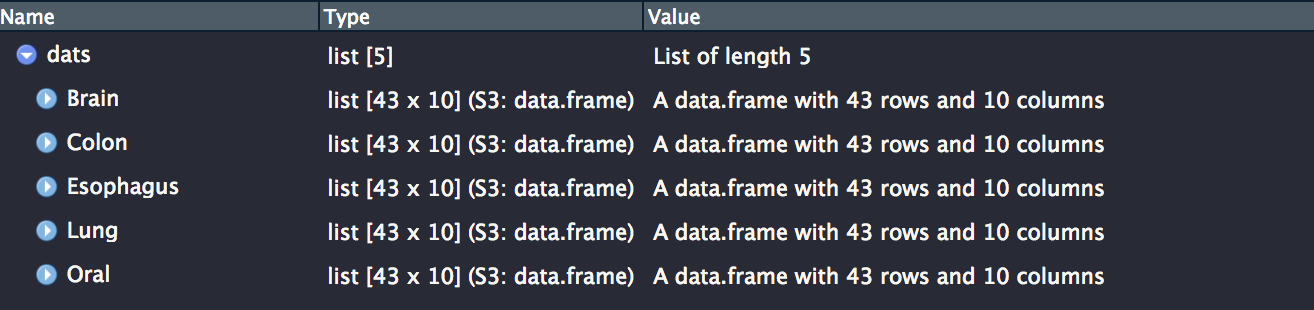 Name Type Value
dats list [5] List of length 5
Brain list [43 x 10] (S3: data.frame) A data.frame with 43 rows and 10 columns
Colon list [43 x 10] (S3: data.frame) A data.frame with 43 rows and 10 columns
Esophagus list [43 x 10] (S3: data.frame) A data.frame with 43 rows and 10 columns
Lung list [43 x 10] (S3: data.frame) A data.frame with 43 rows and 10 columns
Oral list [43 x 10] (S3: data.frame) A data.frame with 43 rows and 10 columns